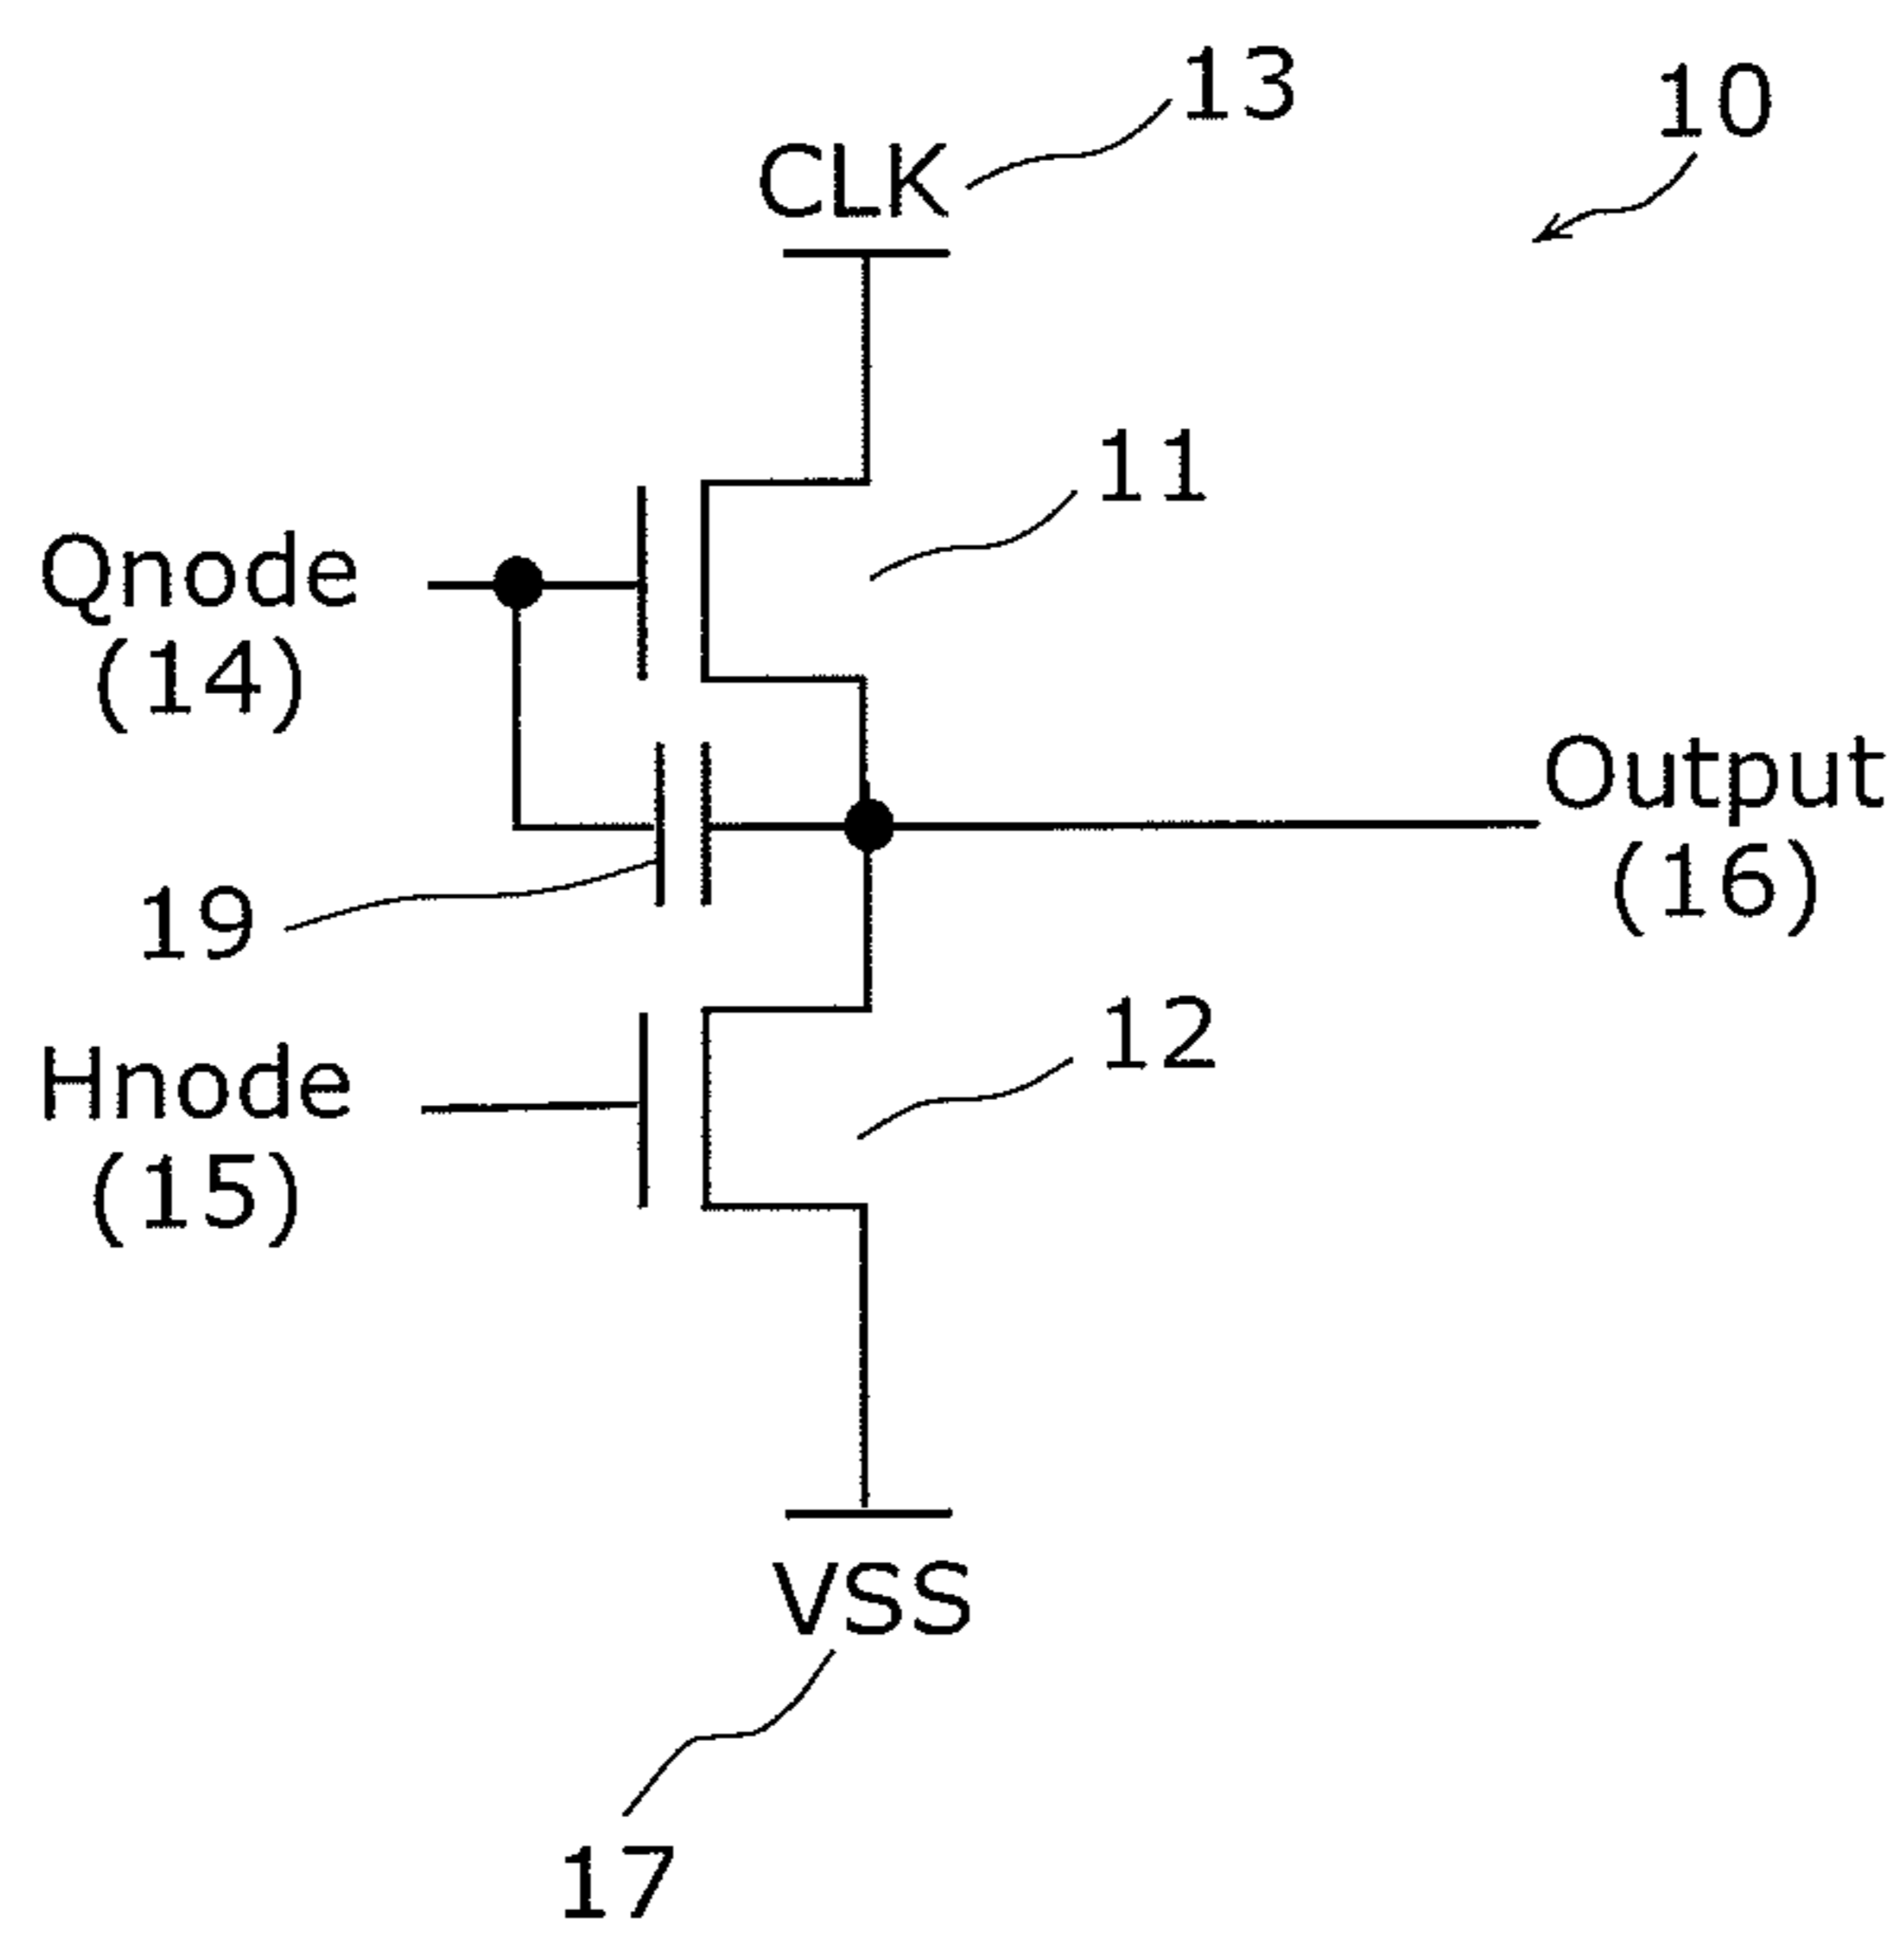 13
10
CLK
11
Qnode
(14)
Output
(16)
19
12
Hnode
(15)
VSS
17